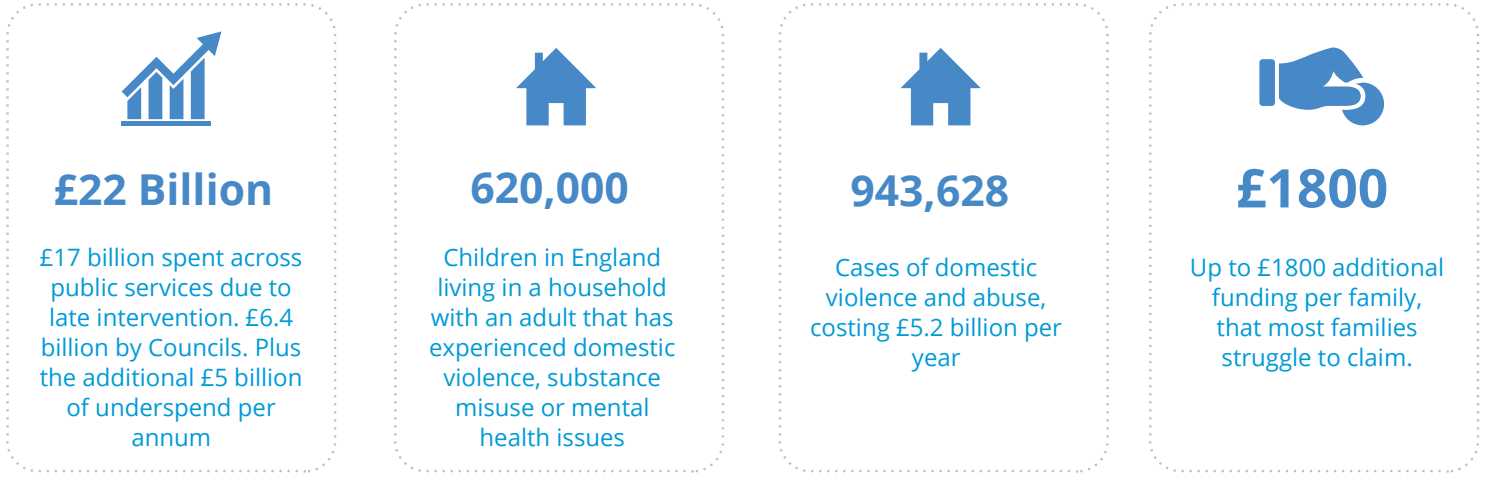 £22 Billion
£17 billion spent across
public services due to
late intervention. £6.4
billion by Councils. Plus
the additional £5 billion
of underspend per
annum
620,000
Children in England
living in a household
with an adult that has
experienced domestic
violence, substance
misuse or mental
health issues
943,628
Cases of domestic
violence and abuse,
costing £5.2 billion per
year
£1800
Up to £1800 additional
funding per family,
that most families
struggle to claim.